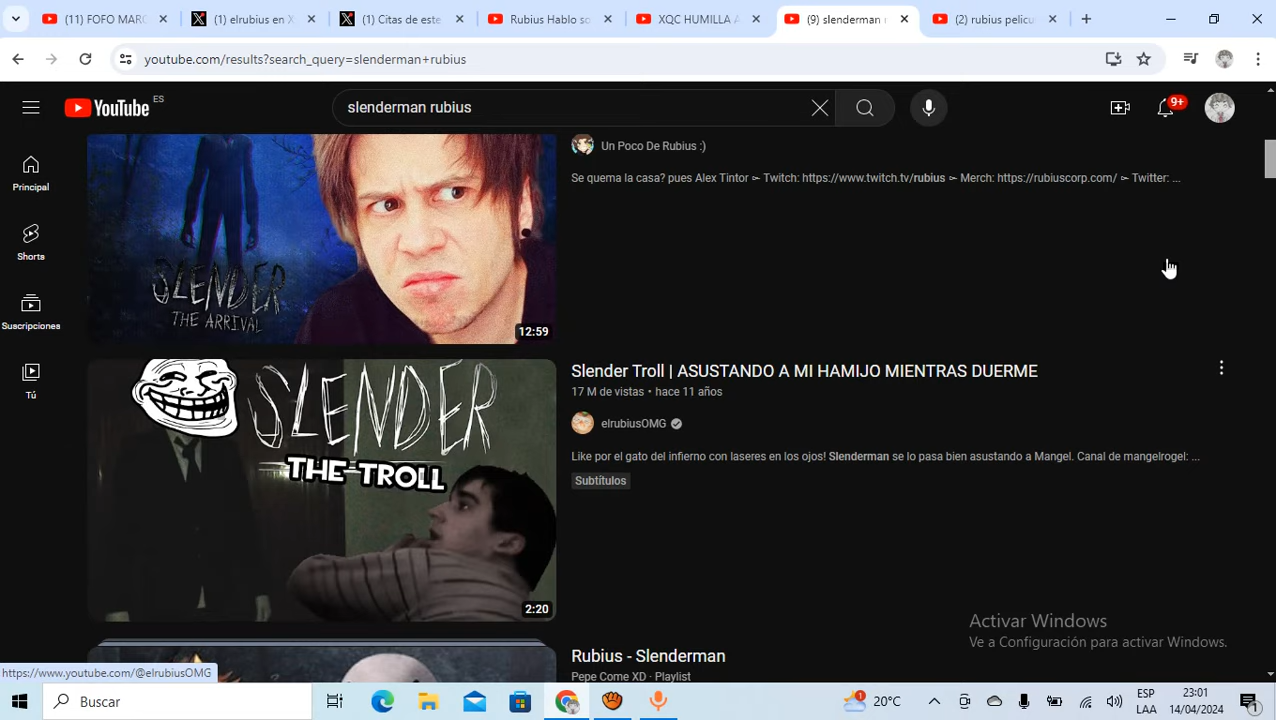 (11) FOFO MARC
(1) elrubius en X
(1) Citas de este
Rubius Hablo so
XQC HUMILLA A
(9) slenderman r
(2) rubius pelicu
youtube.com/results?search_query=slenderman+rubius
YouTube ES
slenderman rubius
9+
Principal
Shorts
Suscripciones
Tú
SLENDER
THE ARRIVAL
12:59
Un Poco De Rubius :)
Se quema la casa? pues Alex Tintor ➤ Twitch: https://www.twitch.tv/rubius ➤ Merch: https://rubiuscorp.com/ ➤ Twitter: ...
SLENDER
THE TROLL
2:20
Slender Troll | ASUSTANDO A MI HAMIJO MIENTRAS DUERME
17 M de vistas • hace 11 años
elrubiusOMG
Like por el gato del infierno con laseres en los ojos! Slenderman se lo pasa bien asustando a Mangel. Canal de mangelrogel: ...
Subtítulos
Rubius - Slenderman
Pepe Come XD · Playlist
Activar Windows
Ve a Configuración para activar Windows.
https://www.youtube.com/@elrubiusOMG
Buscar
1
20°C
ESP
LAA
23:01
14/04/2024
1